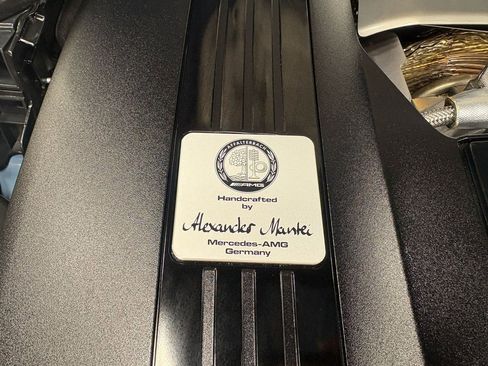 AFFALTERBACH
AMG
Handcrafted
by
Alexander Mantei
Mercedes-AMG
Germany